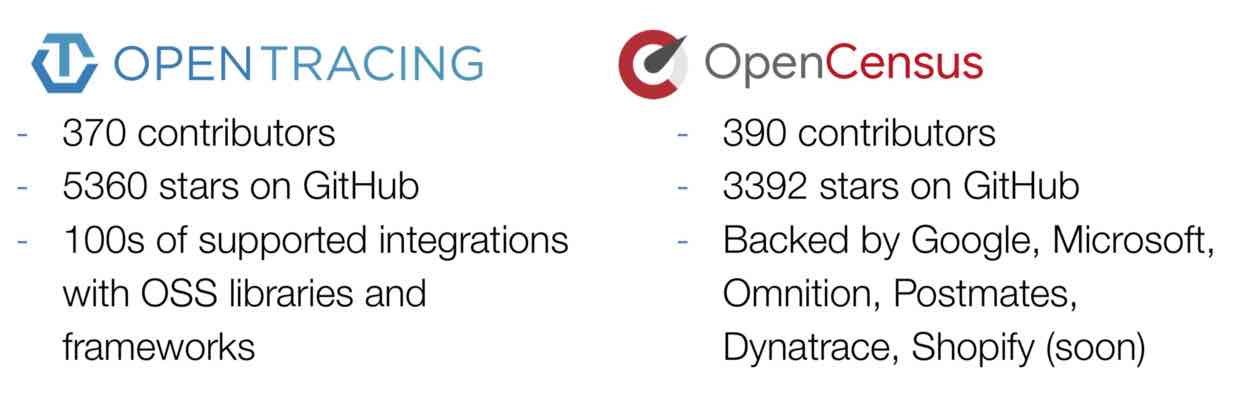 OPENTRACING
- 370 contributors
- 5360 stars on GitHub
- 100s of supported integrations
with OSS libraries and
frameworks
OpenCensus
- 390 contributors
- 3392 stars on GitHub
- Backed by Google, Microsoft,
Omnition, Postmates,
Dynatrace, Shopify (soon)